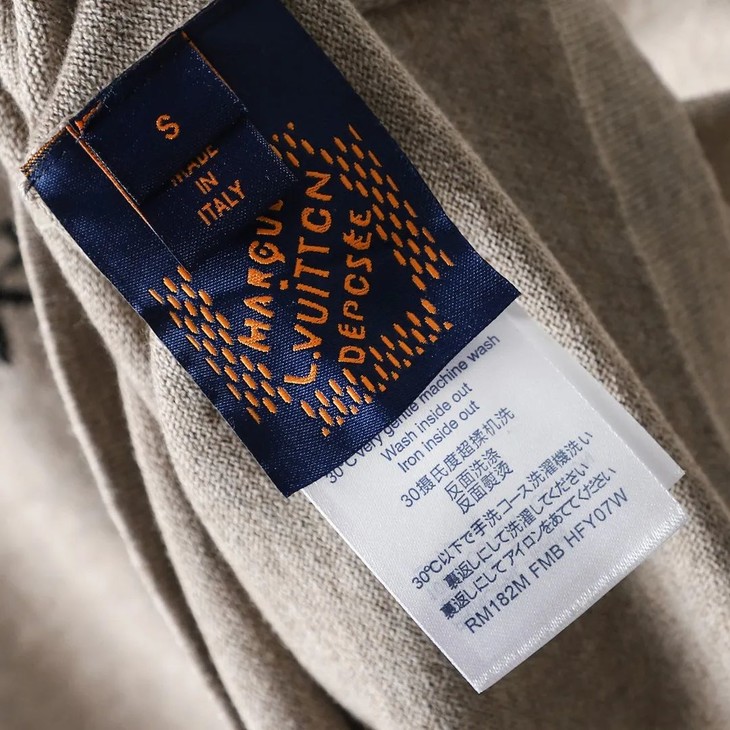 S
MADE
IN
ITALY
MARQUE
L.VUITTON
DEPOSÉE
30°C very gentle machine wash
Wash inside out
Iron inside out
30摄氏度超揉机洗
反面洗涤
反面熨烫
30℃以下で手洗コース洗濯機洗い
裏返しにして洗濯してください
裏返しにしてアイロンをあててください
RM182M FMB HFY07W